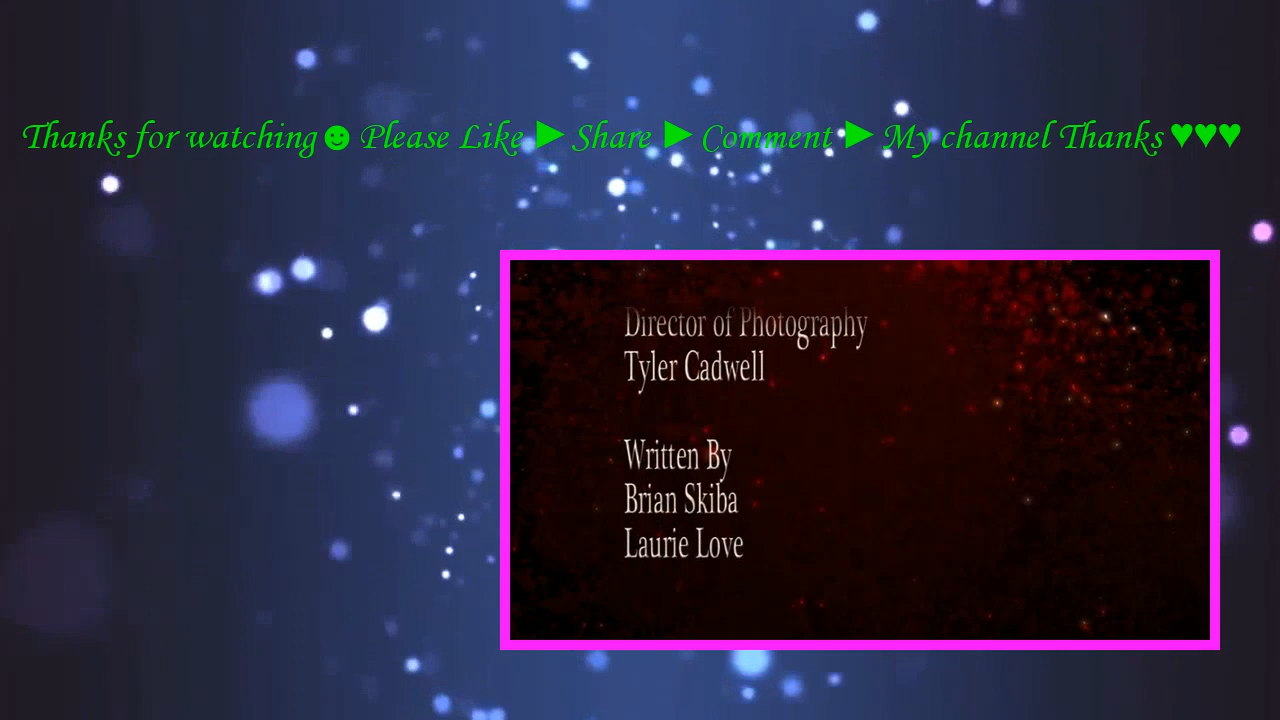 Thanks for watching☻Please Like ► Share ► Comment ► My channel Thanks ♥♥♥
Director of Photography
Tyler Cadwell
Written By
Brian Skiba
Laurie Love